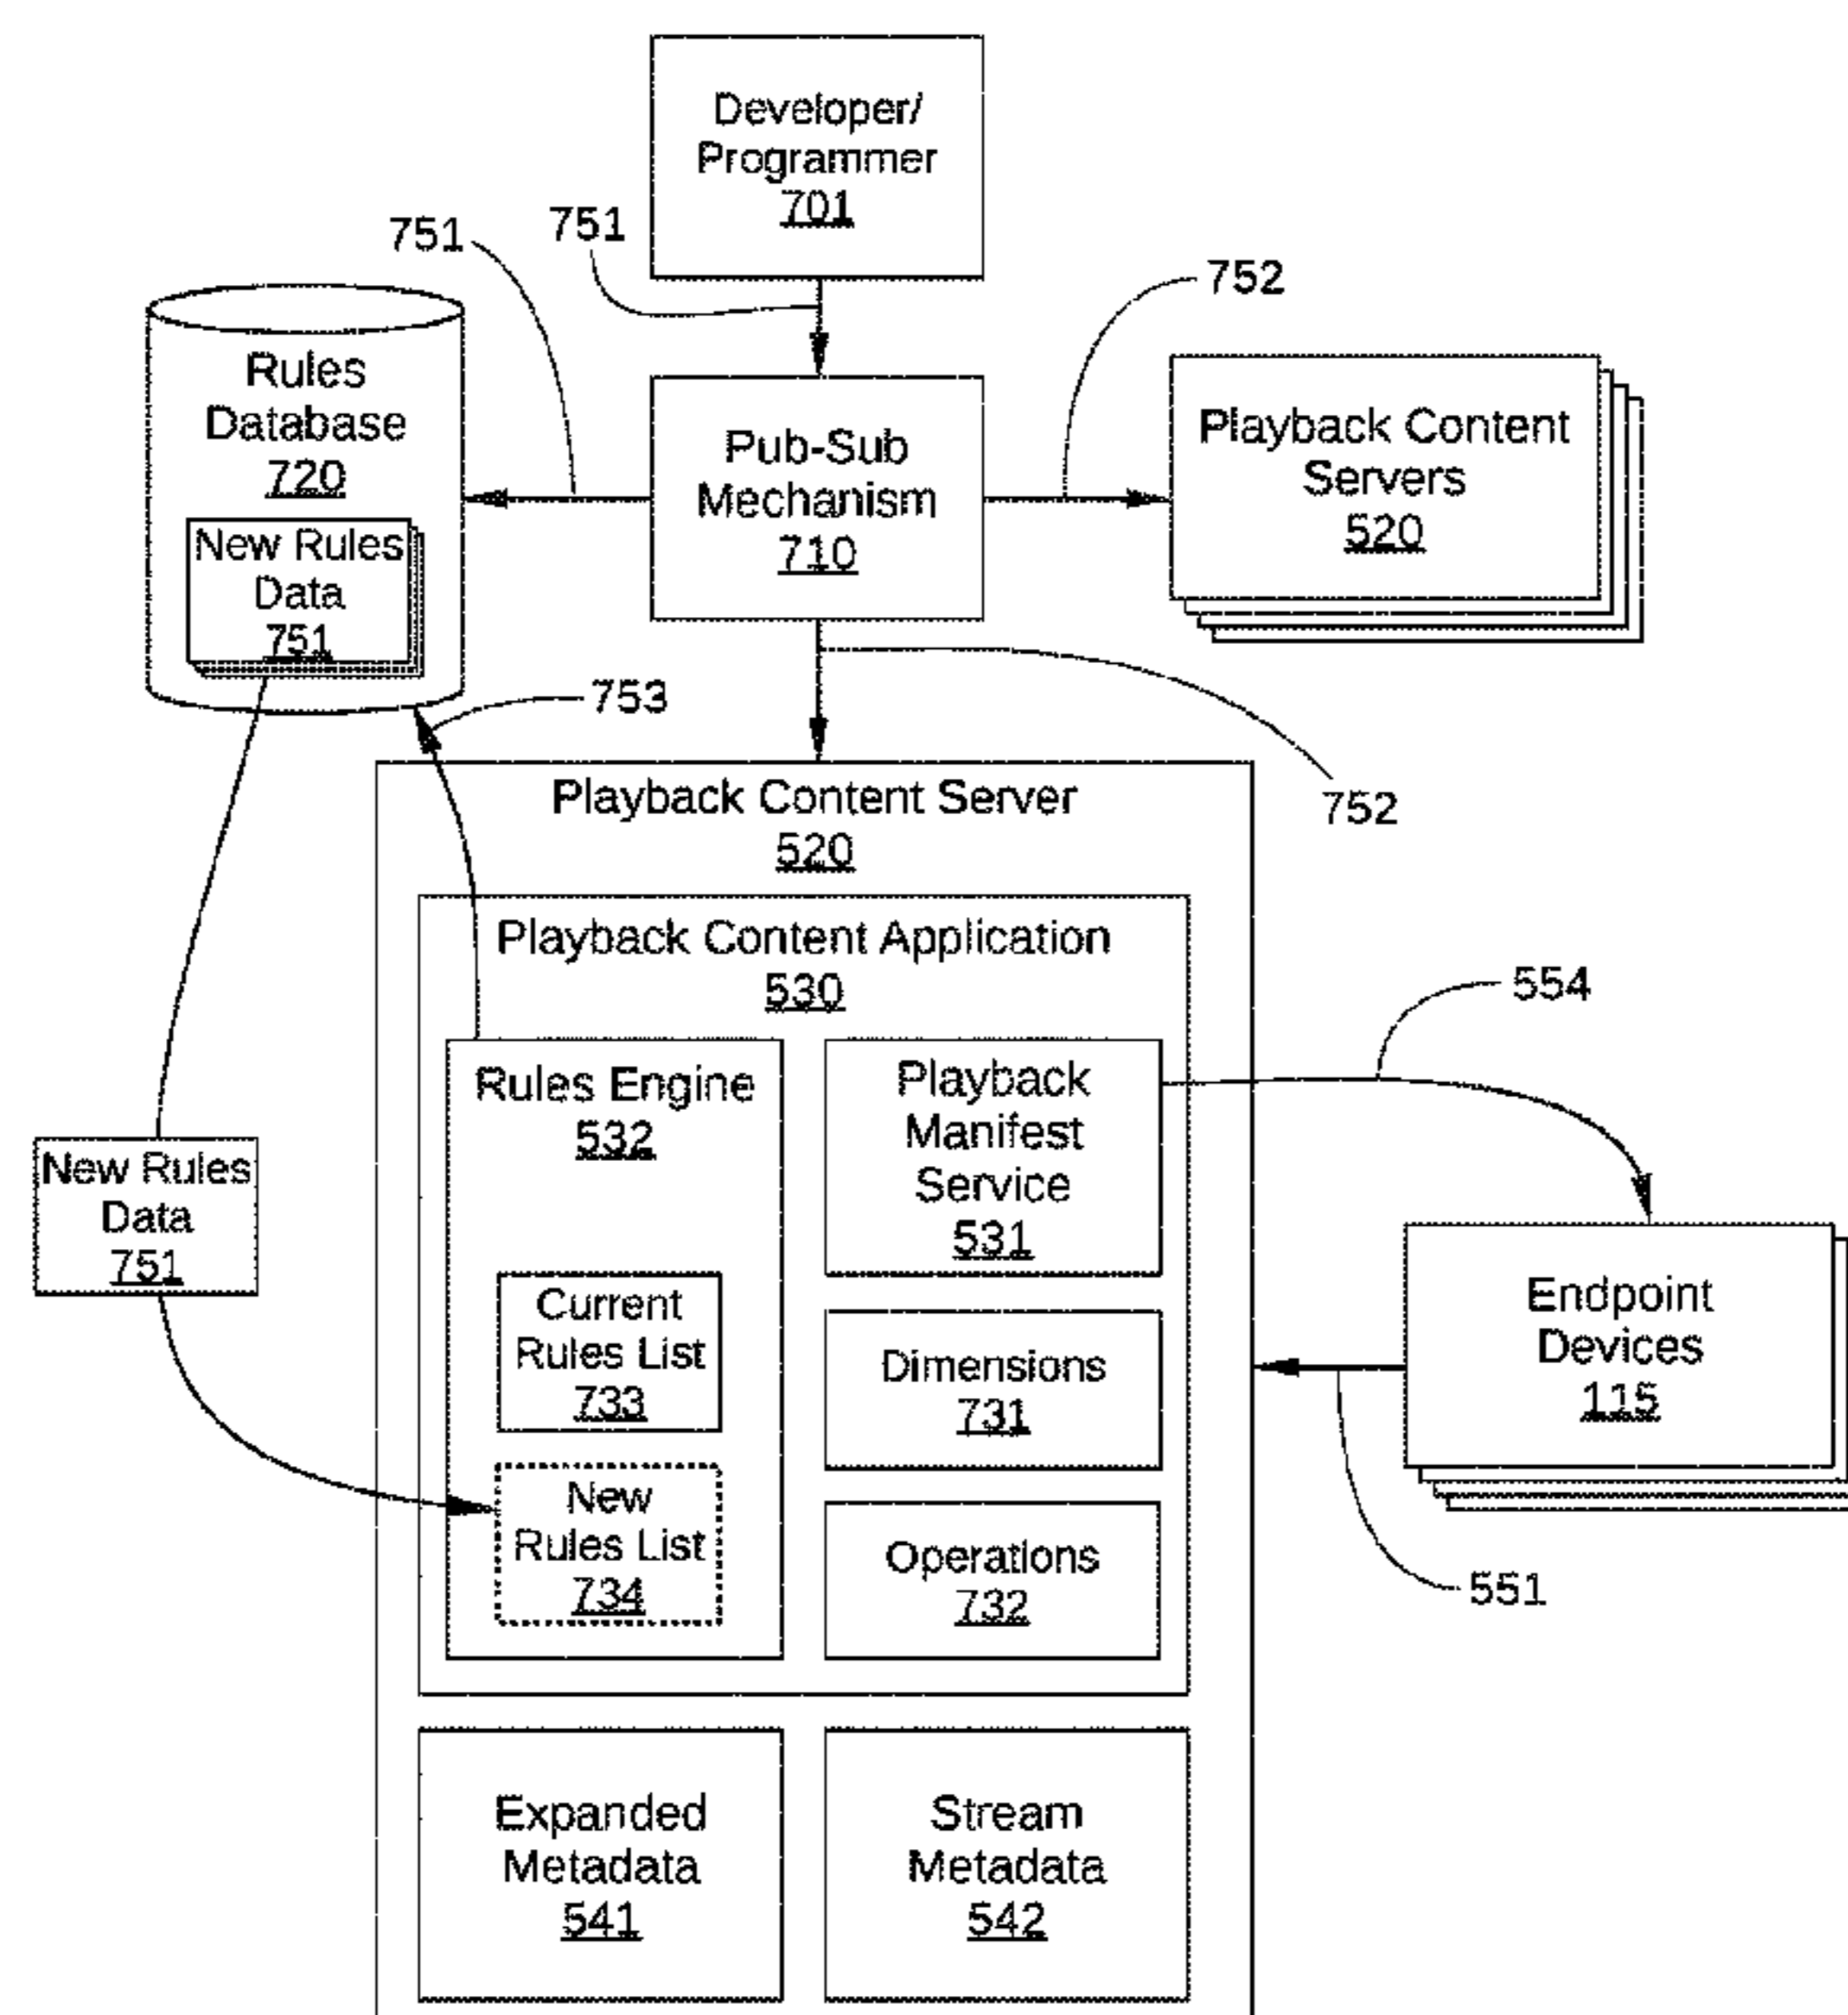 Developer/
Programmer
701
751
751
752
Rules
Database
720
New Rules
Data
751
Pub-Sub
Mechanism
710
Playback Content
Servers
520
753
752
Playback Content Server
520
Playback Content Application
530
554
Rules Engine
532
Playback
Manifest
Service
531
New Rules
Data
751
Current
Rules List
733
Dimensions
731
Endpoint
Devices
115
New
Rules List
734
Operations
732
551
Expanded
Metadata
541
Stream
Metadata
542